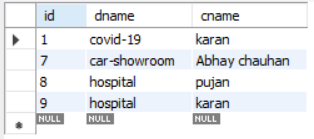 id dname cname
1 covid-19 karan
7 car-showroom Abhay chauhan
8 hospital pujan
9 hospital karan
NULL NULL NULL